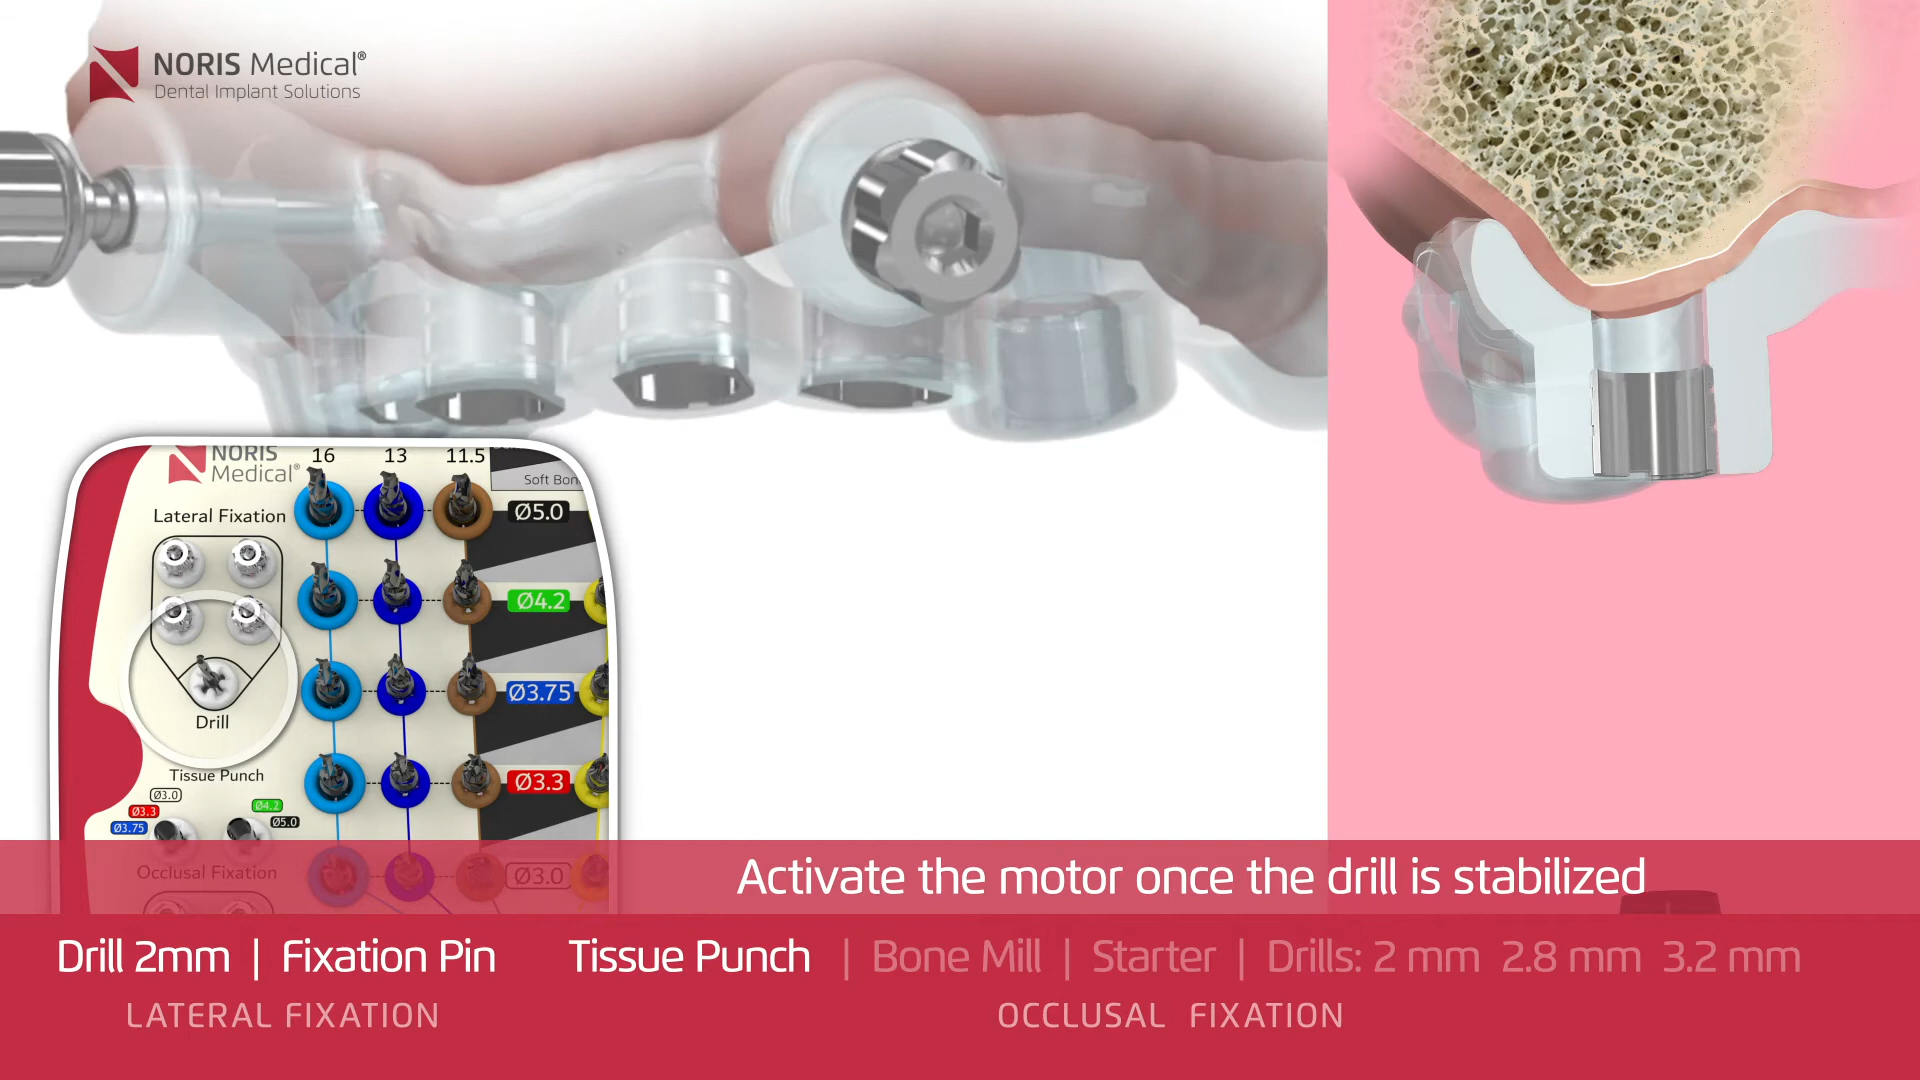 NORIS Medical®
Dental Implant Solutions
NORIS
Medical®
16 13 11.5
Soft Bon
Lateral Fixation
Ø5.0
Ø4.2
Ø3.75
Drill
Ø3.3
Tissue Punch
Ø3.0
Ø3.3
Ø3.75
Ø4.2
Ø5.0
Occlusal Fixation
Ø3.0
Activate the motor once the drill is stabilized
Drill 2mm | Fixation Pin Tissue Punch | Bone Mill | Starter | Drills: 2 mm 2.8 mm 3.2 mm
LATERAL FIXATION OCCLUSAL FIXATION